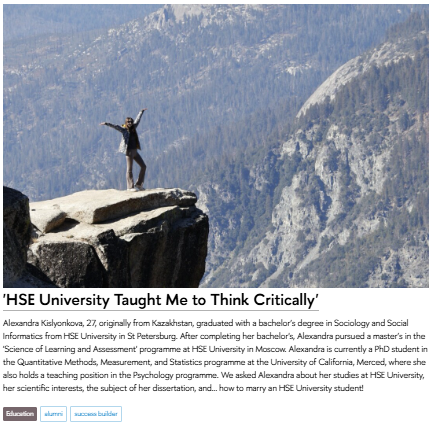 'HSE University Taught Me to Think Critically'
Alexandra Kislyonkova, 27, originally from Kazakhstan, graduated with a bachelor's degree in Sociology and Social
Informatics from HSE University in St Petersburg. After completing her bachelor's, Alexandra pursued a master's in the
'Science of Learning and Assessment' programme at HSE University in Moscow. Alexandra is currently a PhD student in
the Quantitative Methods, Measurement, and Statistics programme at the University of California, Merced, where she
also holds a teaching position in the Psychology programme. We asked Alexandra about her studies at HSE University,
her scientific interests, the subject of her dissertation, and... how to marry an HSE University student!
Education alumni success builder